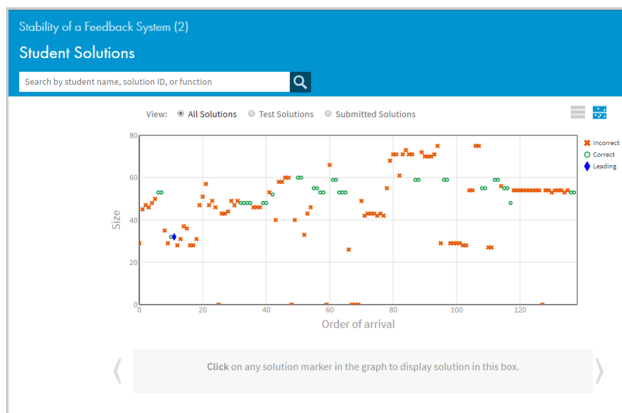 Stability of a Feedback System (2)
Student Solutions
Search by student name, solution ID, or function
View: All Solutions Test Solutions Submitted Solutions
80
60
40
20
0
Size
0 20 40 60 80 100 120
Order of arrival
Incorrect
Correct
Leading
Click on any solution marker in the graph to display solution in this box.